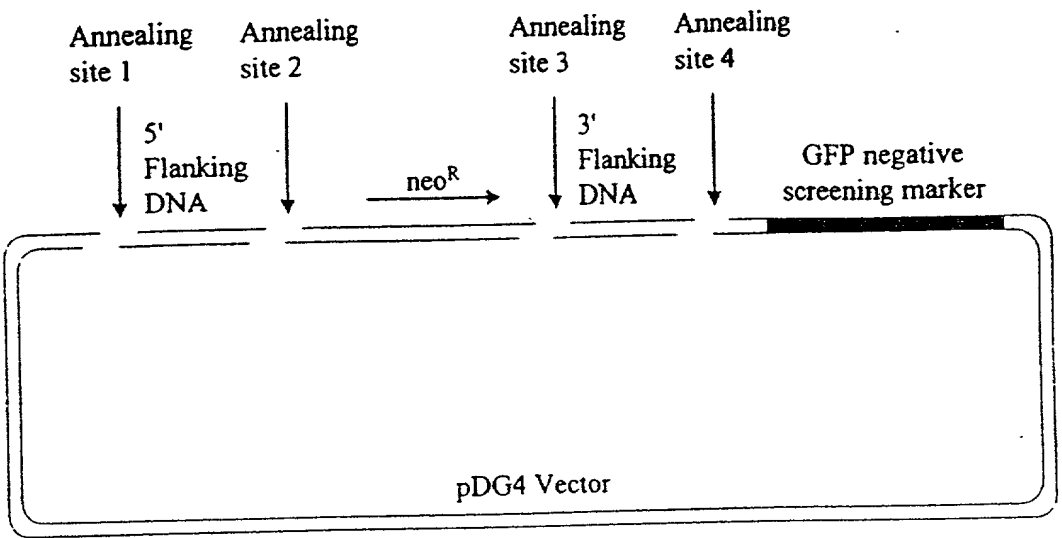 Annealing
site 1
Annealing
site 2
Annealing
site 3
Annealing
site 4
5'
Flanking
DNA
neoR
3'
Flanking
DNA
GFP negative
screening marker
pDG4 Vector